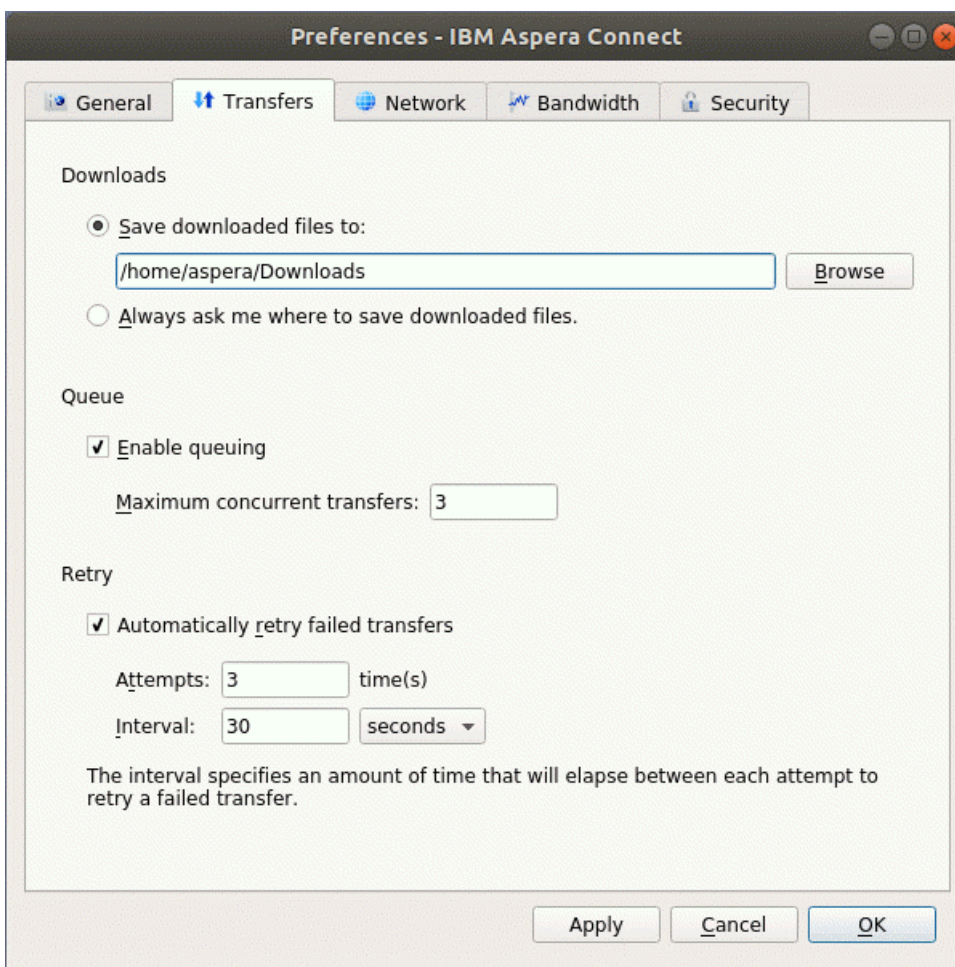 Preferences - IBM Aspera Connect
General Transfers Network Bandwidth Security
Downloads
Save downloaded files to:
/home/aspera/Downloads Browse
Always ask me where to save downloaded files.
Queue
Enable queuing
Maximum concurrent transfers: 3
Retry
Automatically retry failed transfers
Attempts: 3 time(s)
Interval: 30 seconds
The interval specifies an amount of time that will elapse between each attempt to
retry a failed transfer.
Apply Cancel OK